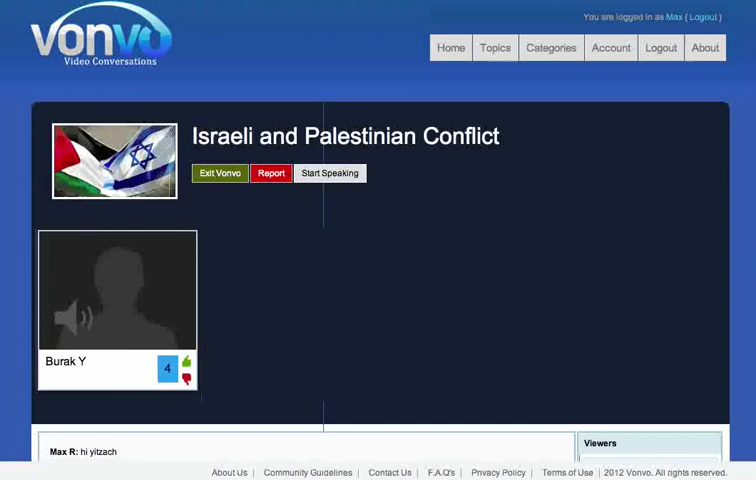 vonvo
Video Conversations
You are logged in as Max ( Logout )
Home Topics Categories Account Logout About
Israeli and Palestinian Conflict
Exit Vonvo Report Start Speaking
Burak Y
4
Max R: hi yitzach
Viewers
About Us | Community Guidelines | Contact Us | F.A.Q's | Privacy Policy | Terms of Use | 2012 Vonvo. All rights reserved.